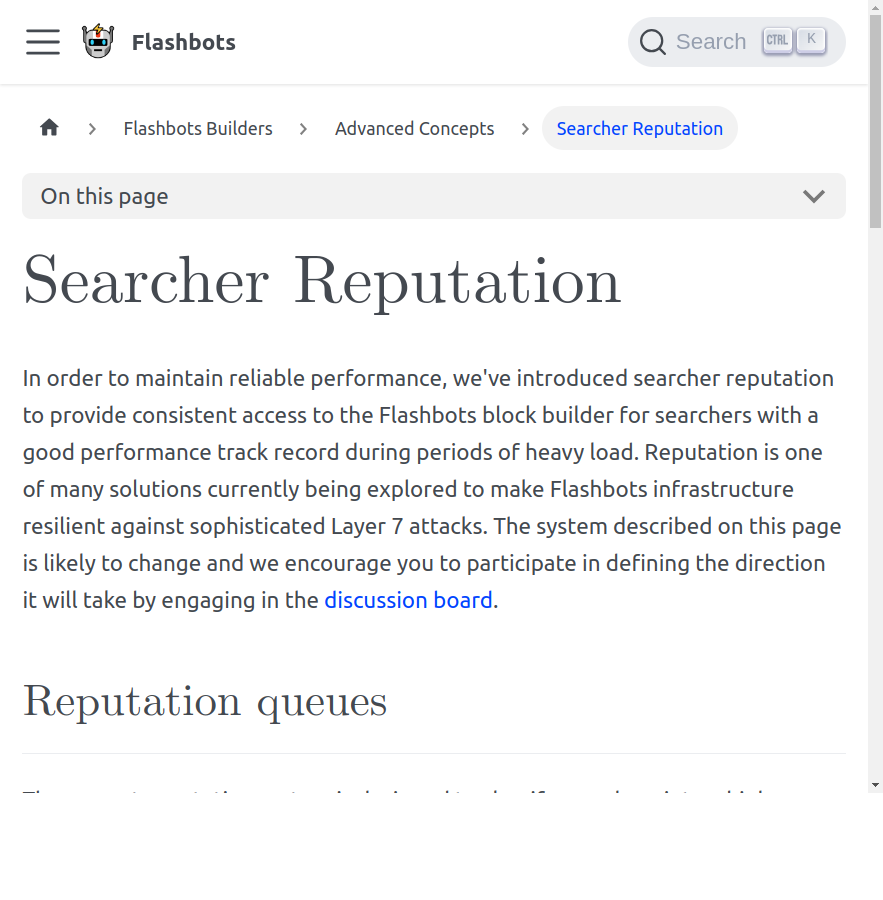 Flashbots
Search CTRL K
Flashbots Builders
Advanced Concepts
Searcher Reputation
On this page
Searcher Reputation
In order to maintain reliable performance, we've introduced searcher reputation
to provide consistent access to the Flashbots block builder for searchers with a
good performance track record during periods of heavy load. Reputation is one
of many solutions currently being explored to make Flashbots infrastructure
resilient against sophisticated Layer 7 attacks. The system described on this page
is likely to change and we encourage you to participate in defining the direction
it will take by engaging in the discussion board.
Reputation queues